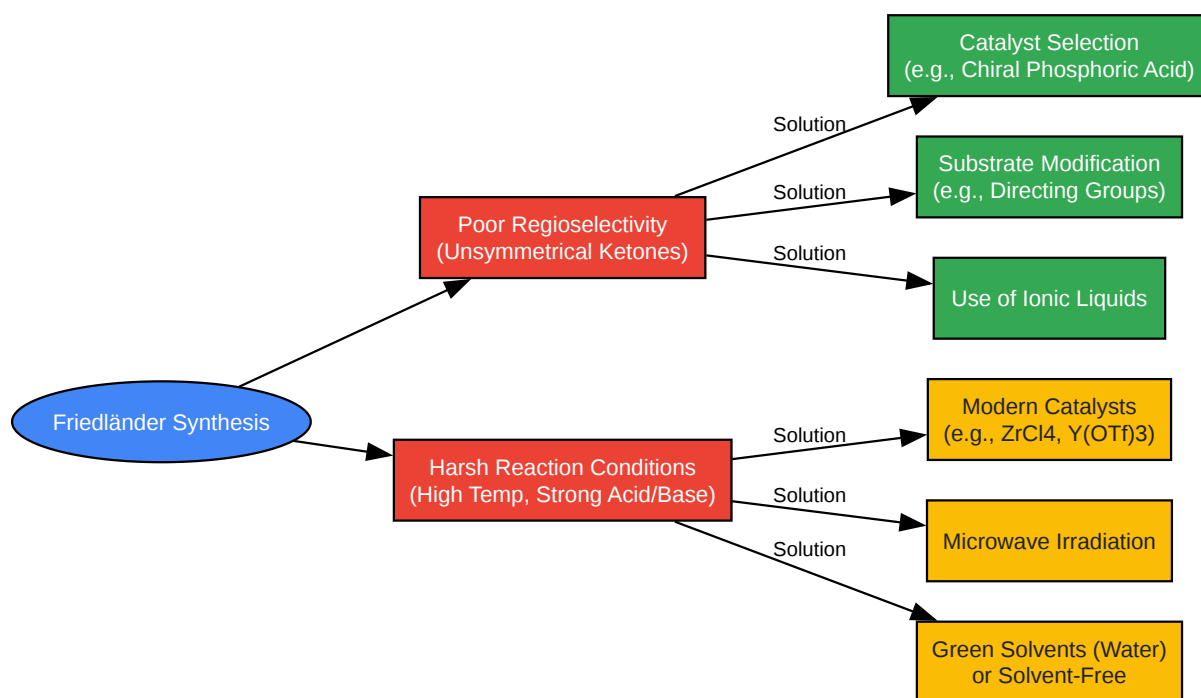 Friedländer Synthesis
Poor Regioselectivity
(Unsymmetrical Ketones)
Harsh Reaction Conditions
(High Temp, Strong Acid/Base)
Solution
Solution
Solution
Solution
Solution
Solution
Catalyst Selection
(e.g., Chiral Phosphoric Acid)
Substrate Modification
(e.g., Directing Groups)
Use of Ionic Liquids
Modern Catalysts
(e.g., ZrCl4, Y(OTf)3)
Microwave Irradiation
Green Solvents (Water)
or Solvent-Free